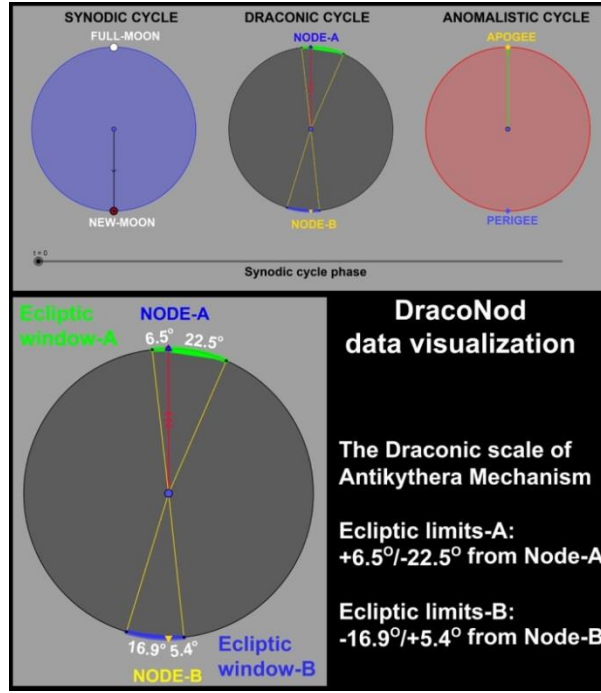 SYNODIC CYCLE
FULL-MOON
NEW-MOON
DRACONIC CYCLE
NODE-A
NODE-B
ANOMALISTIC CYCLE
APOGEE
PERIGEE
t = 0
Synodic cycle phase
Ecliptic
window-A
NODE-A
6.5° 22.5°
16.9° 5.4°
NODE-B
Ecliptic
window-B
DracoNod
data visualization
The Draconic scale of
Antikythera Mechanism
Ecliptic limits-A:
+6.5°/-22.5° from Node-A
Ecliptic limits-B:
-16.9°/+5.4° from Node-B